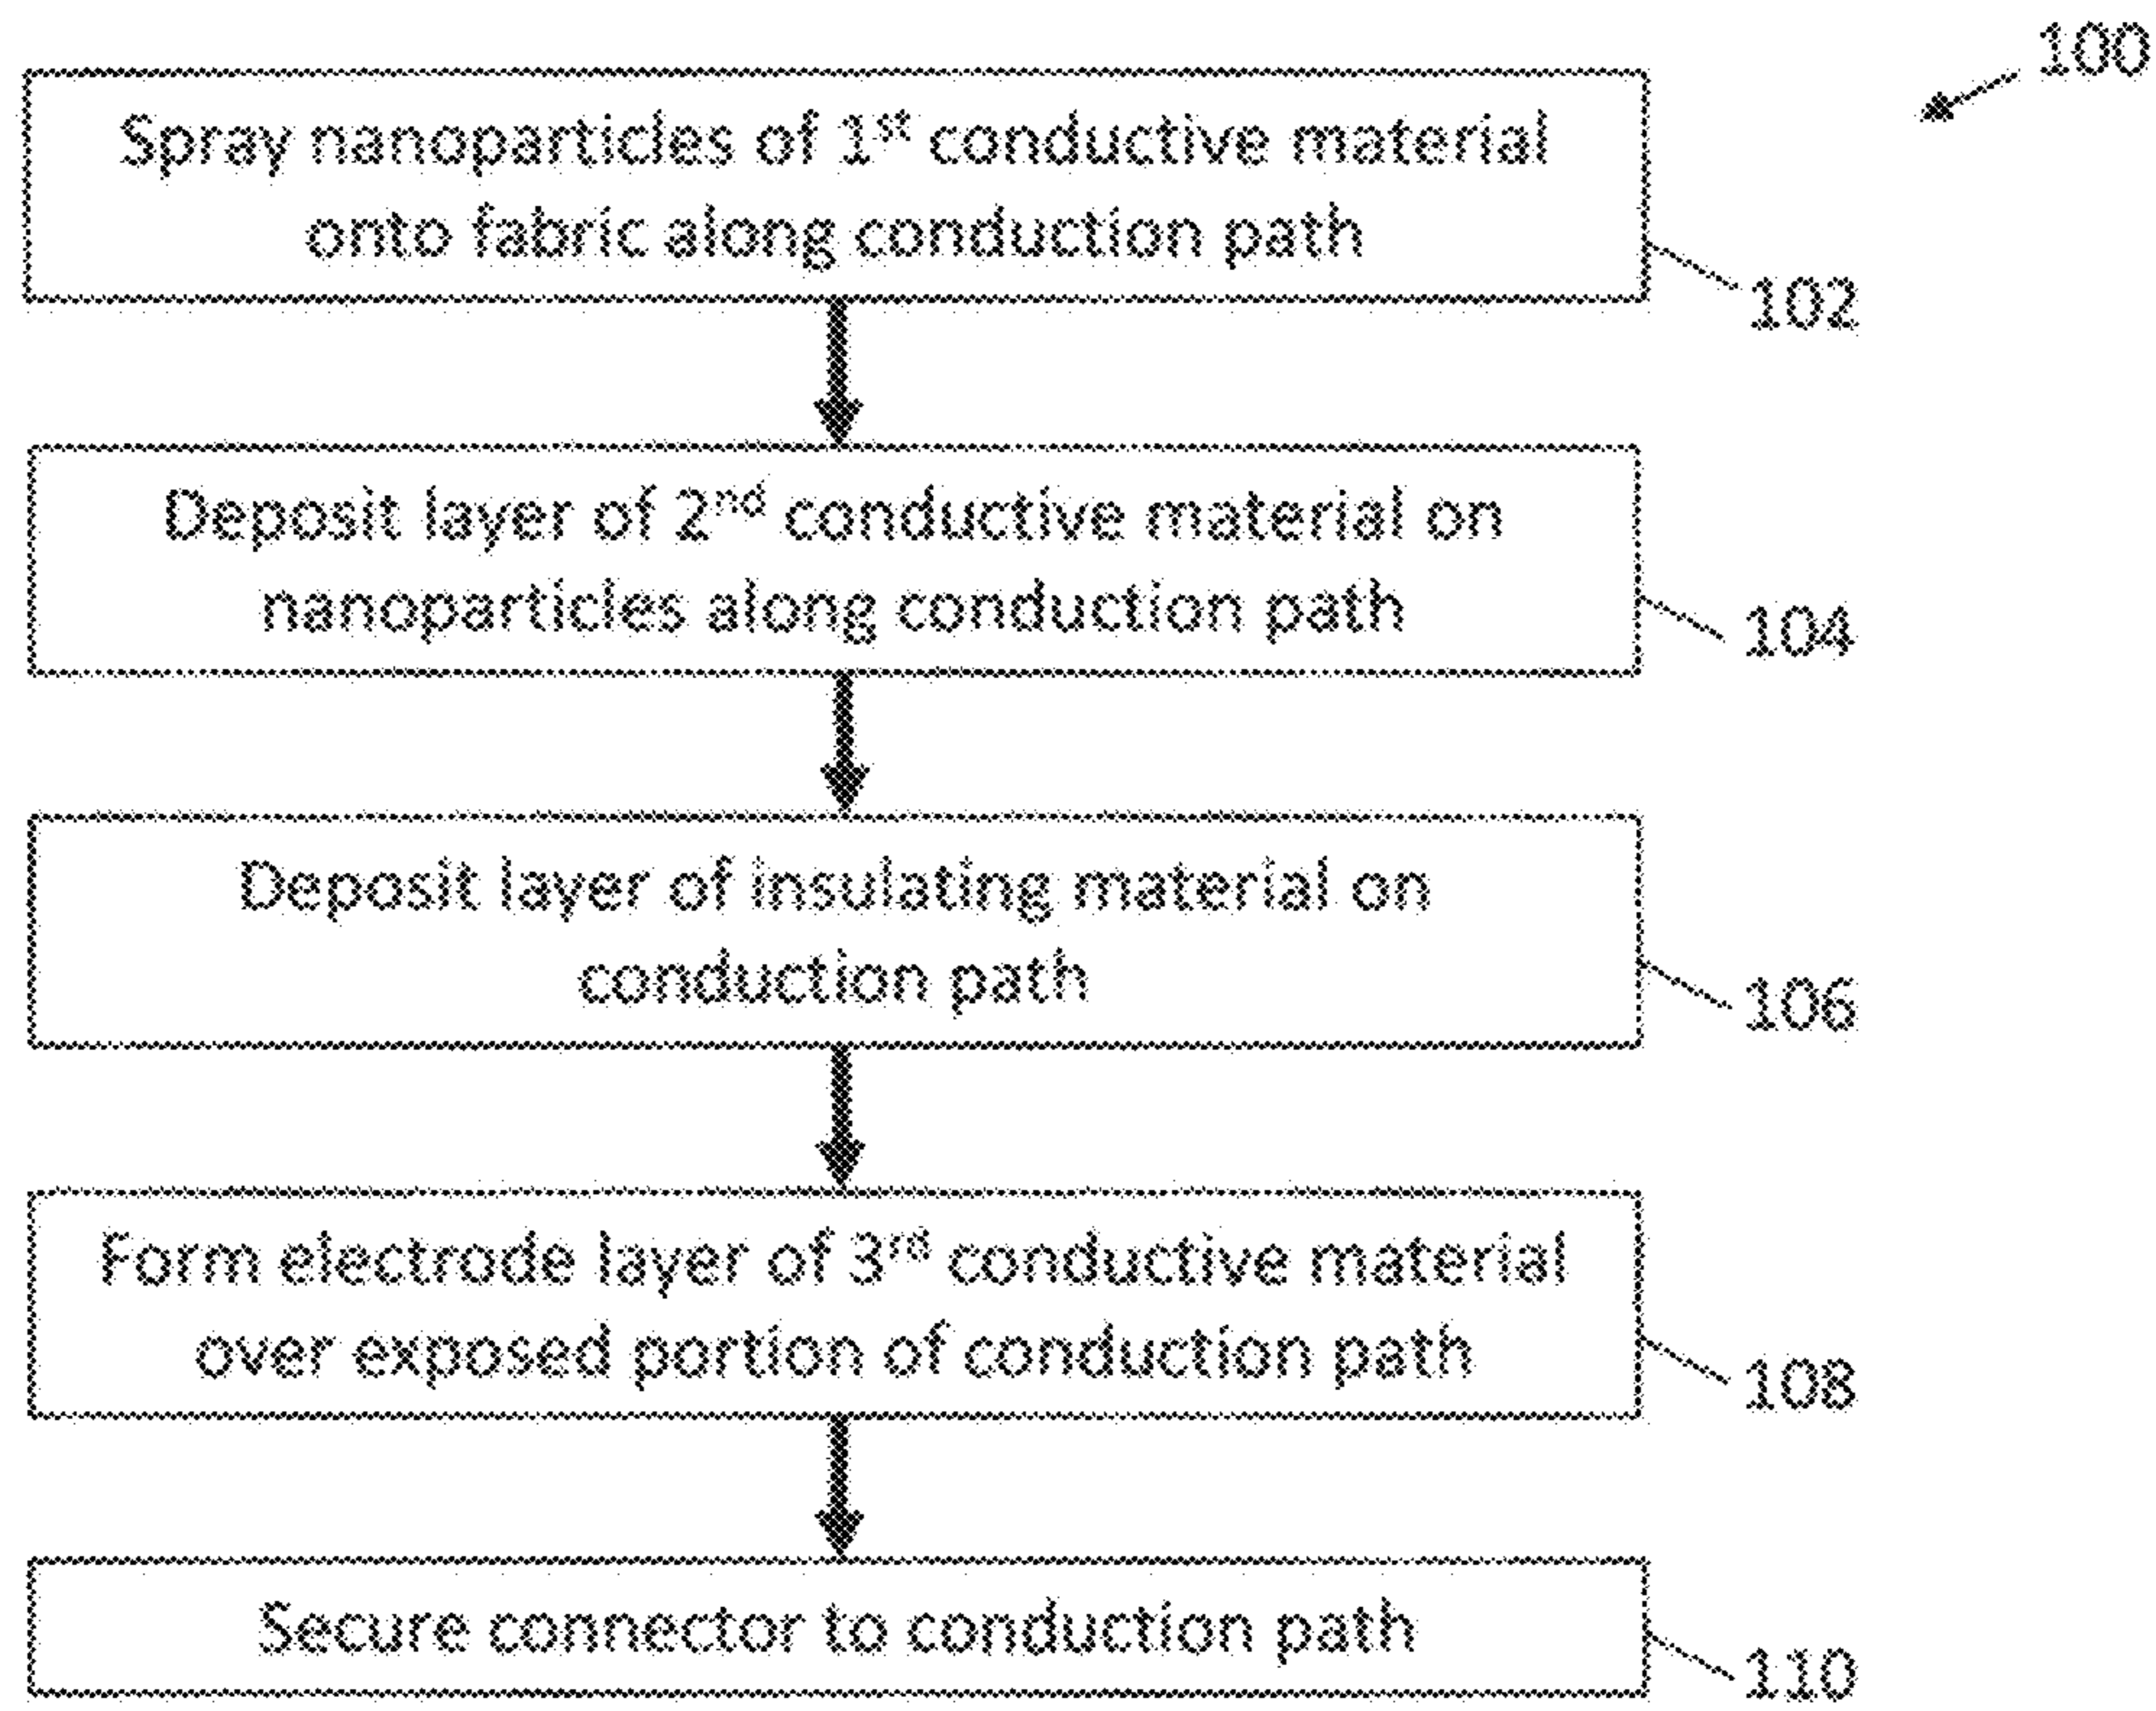 100
Spray nanoparticles of 1st conductive material
onto fabric along conduction path
102
Deposit layer of 2nd conductive material on
nanoparticles along conduction path
104
Deposit layer of insulating material on
conduction path
106
Form electrode layer of 3rd conductive material
over exposed portion of conduction path
108
Secure connector to conduction path
110